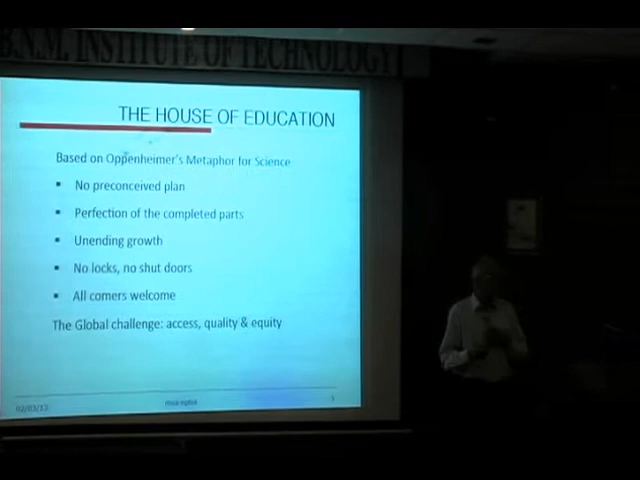 B.N.M. INSTITUTE OF TECHNOLOGY
THE HOUSE OF EDUCATION
Based on Oppenheimer's Metaphor for Science
▪ No preconceived plan
▪ Perfection of the completed parts
▪ Unending growth
▪ No locks, no shut doors
▪ All comers welcome
The Global challenge: access, quality & equity